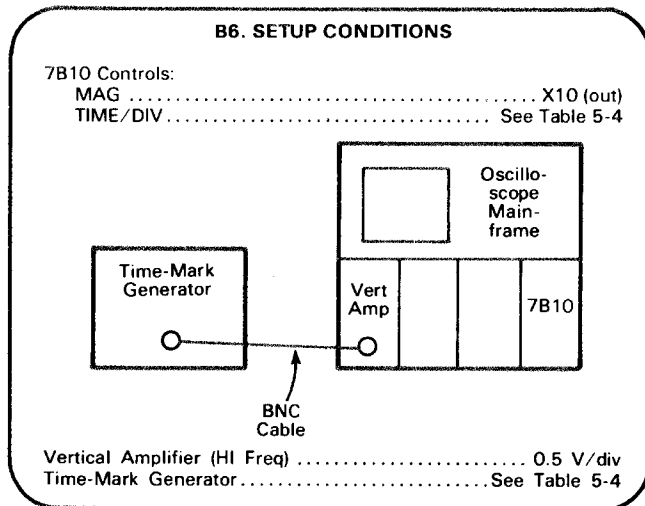 B6. SETUP CONDITIONS
7B10 Controls:
MAG ........................................ X10 (out)
TIME/DIV ................................ See Table 5-4
Oscillo-
scope
Main-
frame
Time-Mark
Generator
Vert
Amp
7B10
BNC
Cable
Vertical Amplifier (HI Freq) ........................ 0.5 V/div
Time-Mark Generator ........................ See Table 5-4